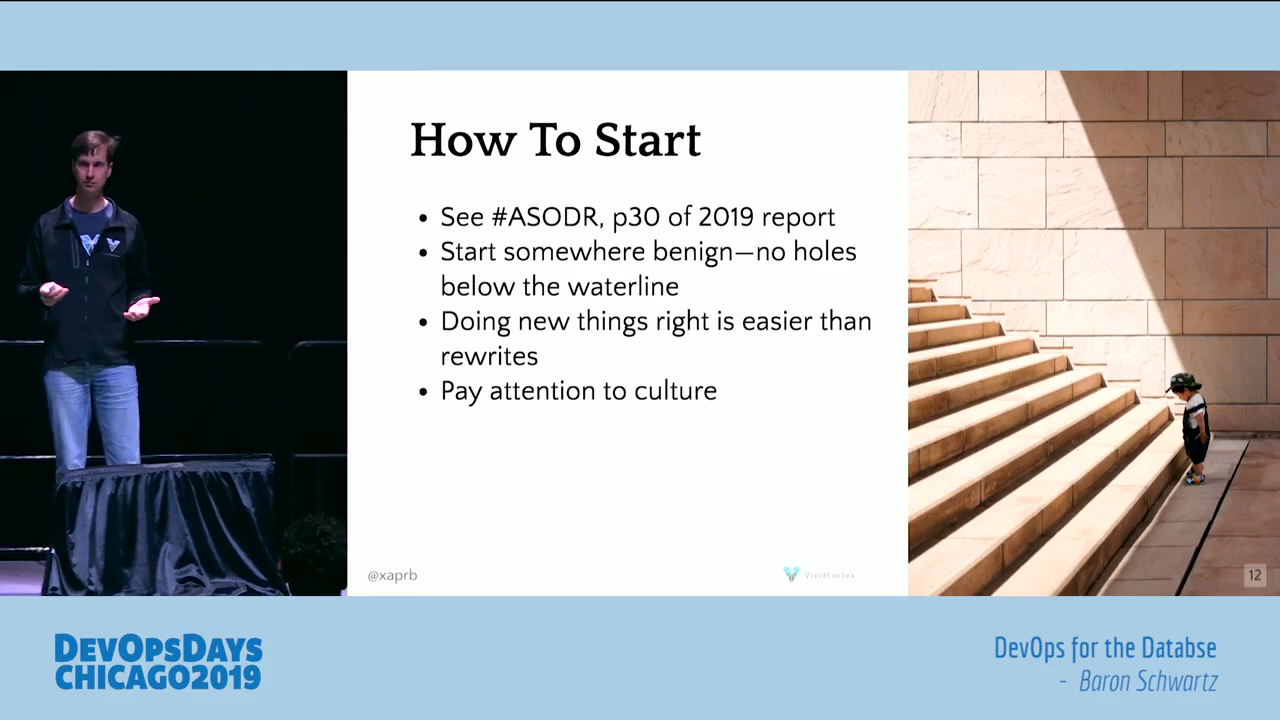 How To Start
• See #ASODR, p30 of 2019 report
• Start somewhere benign—no holes
below the waterline
• Doing new things right is easier than
rewrites
• Pay attention to culture
@xaprb
VividCortex
12
DEVOPSDAYS
CHICAGO2019
DevOps for the Databse
- Baron Schwartz